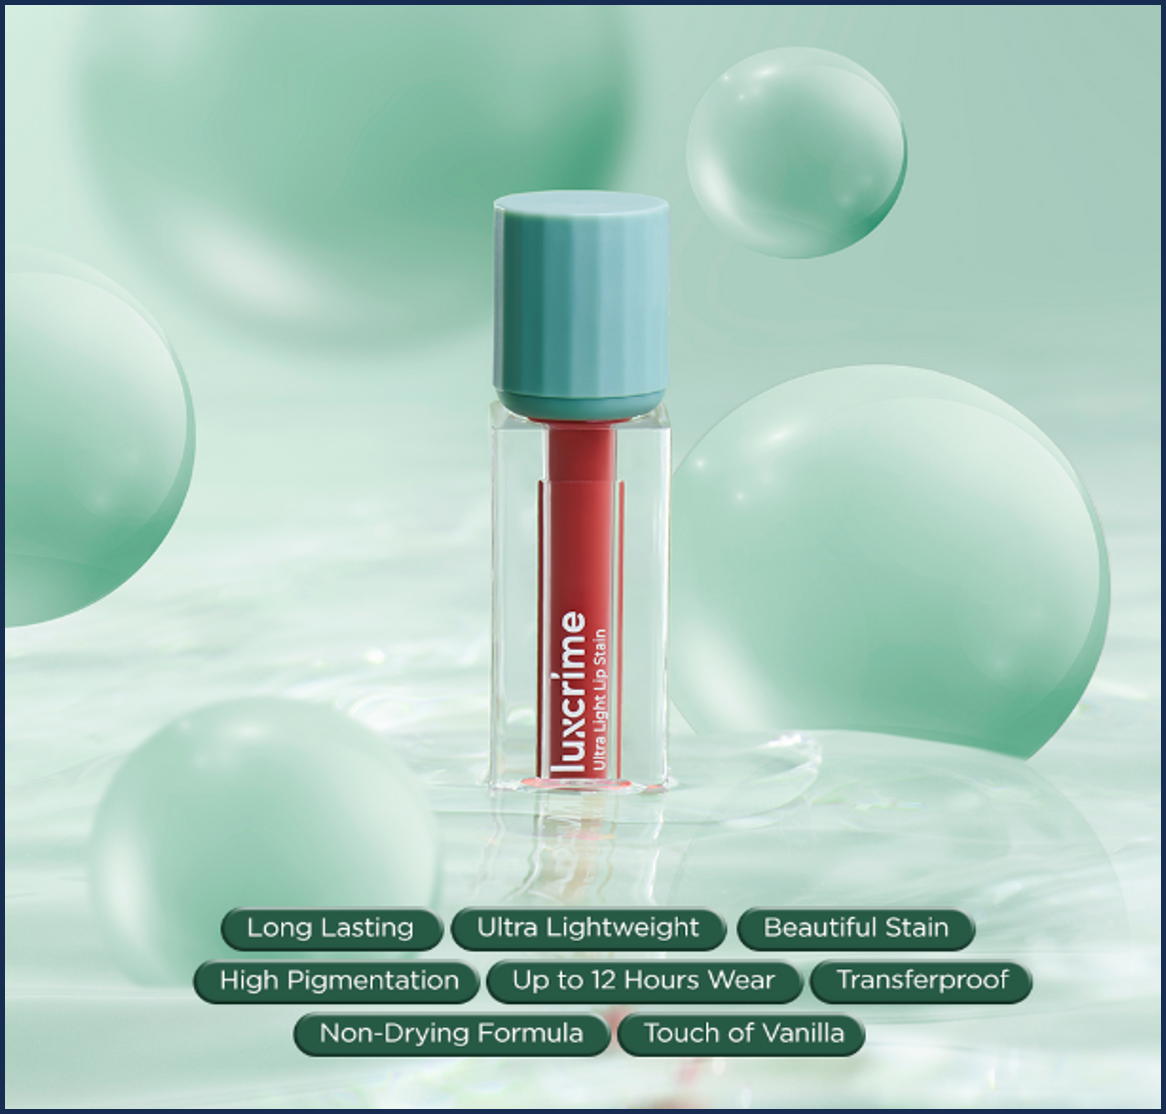 luxcrime
Ultra Light Lip Stain
Long Lasting
Ultra Lightweight
Beautiful Stain
High Pigmentation
Up to 12 Hours Wear
Transferproof
Non-Drying Formula
Touch of Vanilla